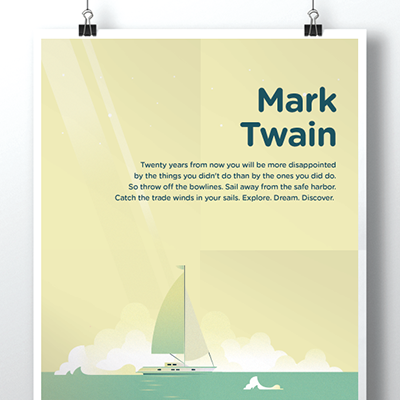 Mark
Twain
Twenty years from now you will be more disappointed
by the things you didn't do than by the ones you did do.
So throw off the bowlines. Sail away from the safe harbor.
Catch the trade winds in your sails. Explore. Dream. Discover.